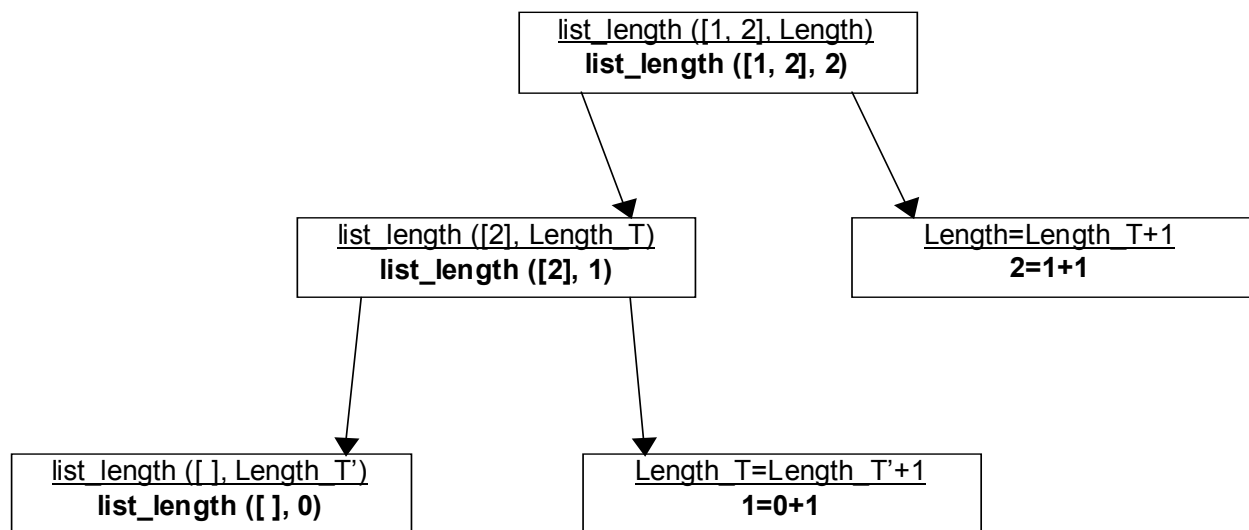 list_length ([1, 2], Length)
list_length ([1, 2], 2)
list_length ([2], Length_T)
list_length ([2], 1)
Length=Length_T+1
2=1+1
list_length ([ ], Length_T’)
list_length ([ ], 0)
Length_T=Length_T’+1
1=0+1